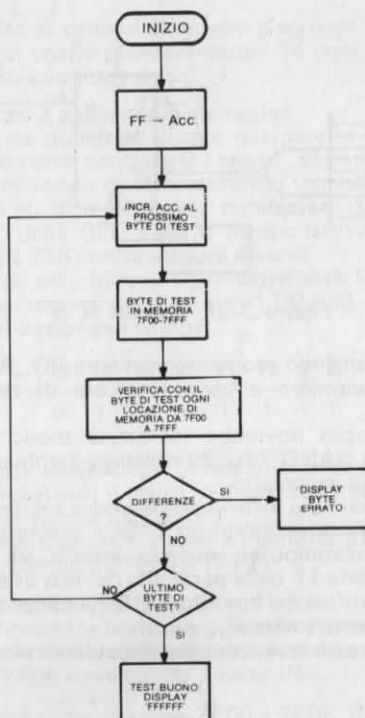 INIZIO
FF – Acc.
INCR. ACC. AL
PROSSIMO
BYTE DI TEST
BYTE DI TEST
IN MEMORIA
7F00-7FFF
VERIFICA CON IL
BYTE DI TEST OGNI
LOCAZIONE DI
MEMORIA DA 7F00
A 7FFF
DIFFERENZE
?
SI
DISPLAY
BYTE
ERRATO
NO
ULTIMO
BYTE DI
TEST?
NO
SI
TEST BUONO:
DISPLAY
'FFFFFF'